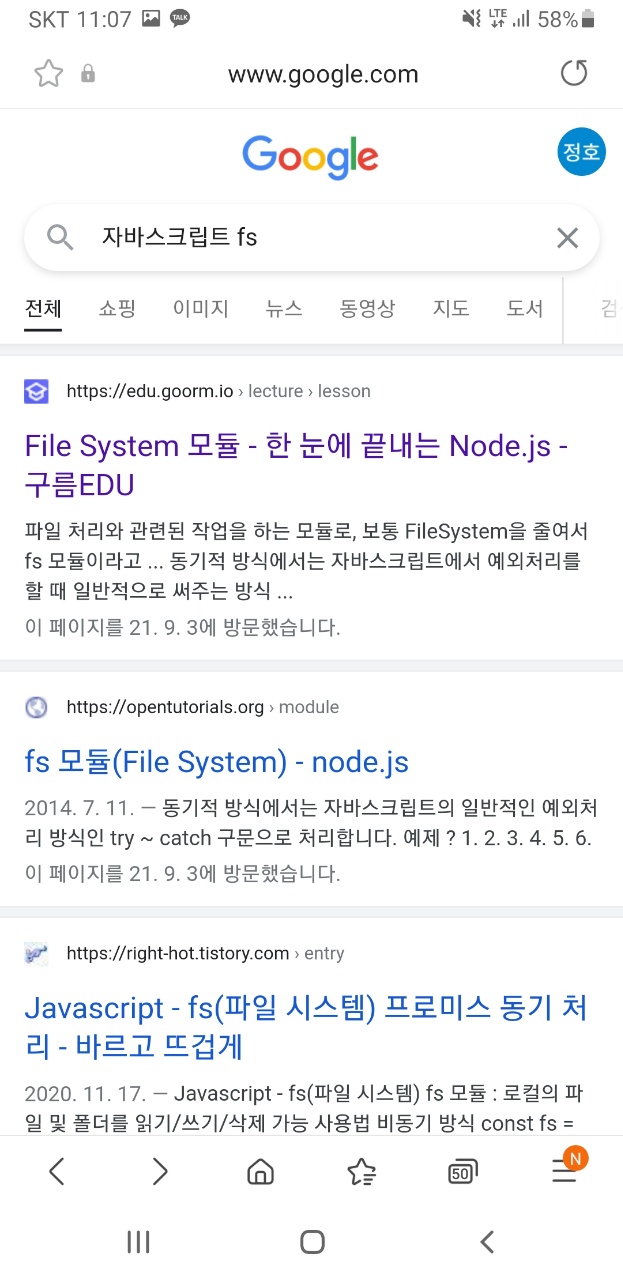 SKT 11:07 TALK LTE 58%
www.google.com
Google
정호
자바스크립트 fs
전체 쇼핑 이미지 뉴스 동영상 지도 도서 검
https://edu.goorm.io › lecture › lesson
File System 모듈 - 한 눈에 끝내는 Node.js -
구름EDU
파일 처리와 관련된 작업을 하는 모듈로, 보통 FileSystem을 줄여서
fs 모듈이라고 ... 동기적 방식에서는 자바스크립트에서 예외처리를
할 때 일반적으로 써주는 방식 ...
이 페이지를 21. 9. 3에 방문했습니다.
https://opentutorials.org › module
fs 모듈(File System) - node.js
2014. 7. 11. — 동기적 방식에서는 자바스크립트의 일반적인 예외처
리 방식인 try ~ catch 구문으로 처리합니다. 예제 ? 1. 2. 3. 4. 5. 6.
이 페이지를 21. 9. 3에 방문했습니다.
https://right-hot.tistory.com › entry
Javascript - fs(파일 시스템) 프로미스 동기 처
리 - 바르고 뜨겁게
2020. 11. 17. — Javascript - fs(파일 시스템) fs 모듈 : 로컬의 파
일 및 폴더를 읽기/쓰기/삭제 가능 사용법 비동기 방식 const fs =
50 N